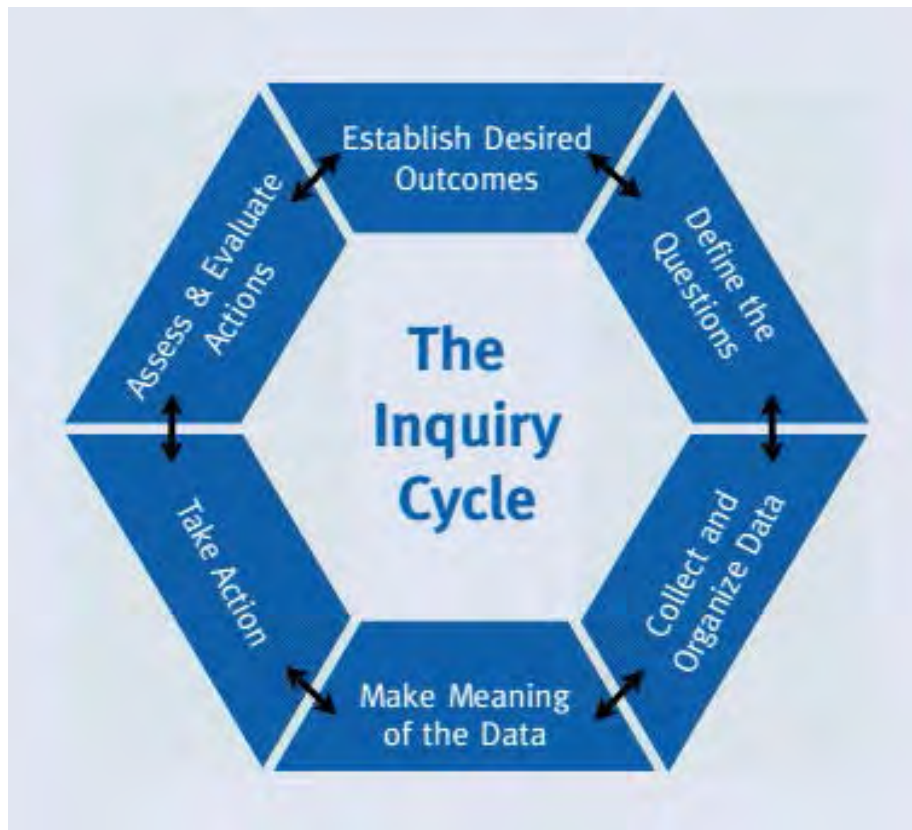 Establish Desired
Outcomes
Define the
Questions
Collect and
Organize Data
Make Meaning
of the Data
Take Action
Assess & Evaluate
Actions
The
Inquiry
Cycle